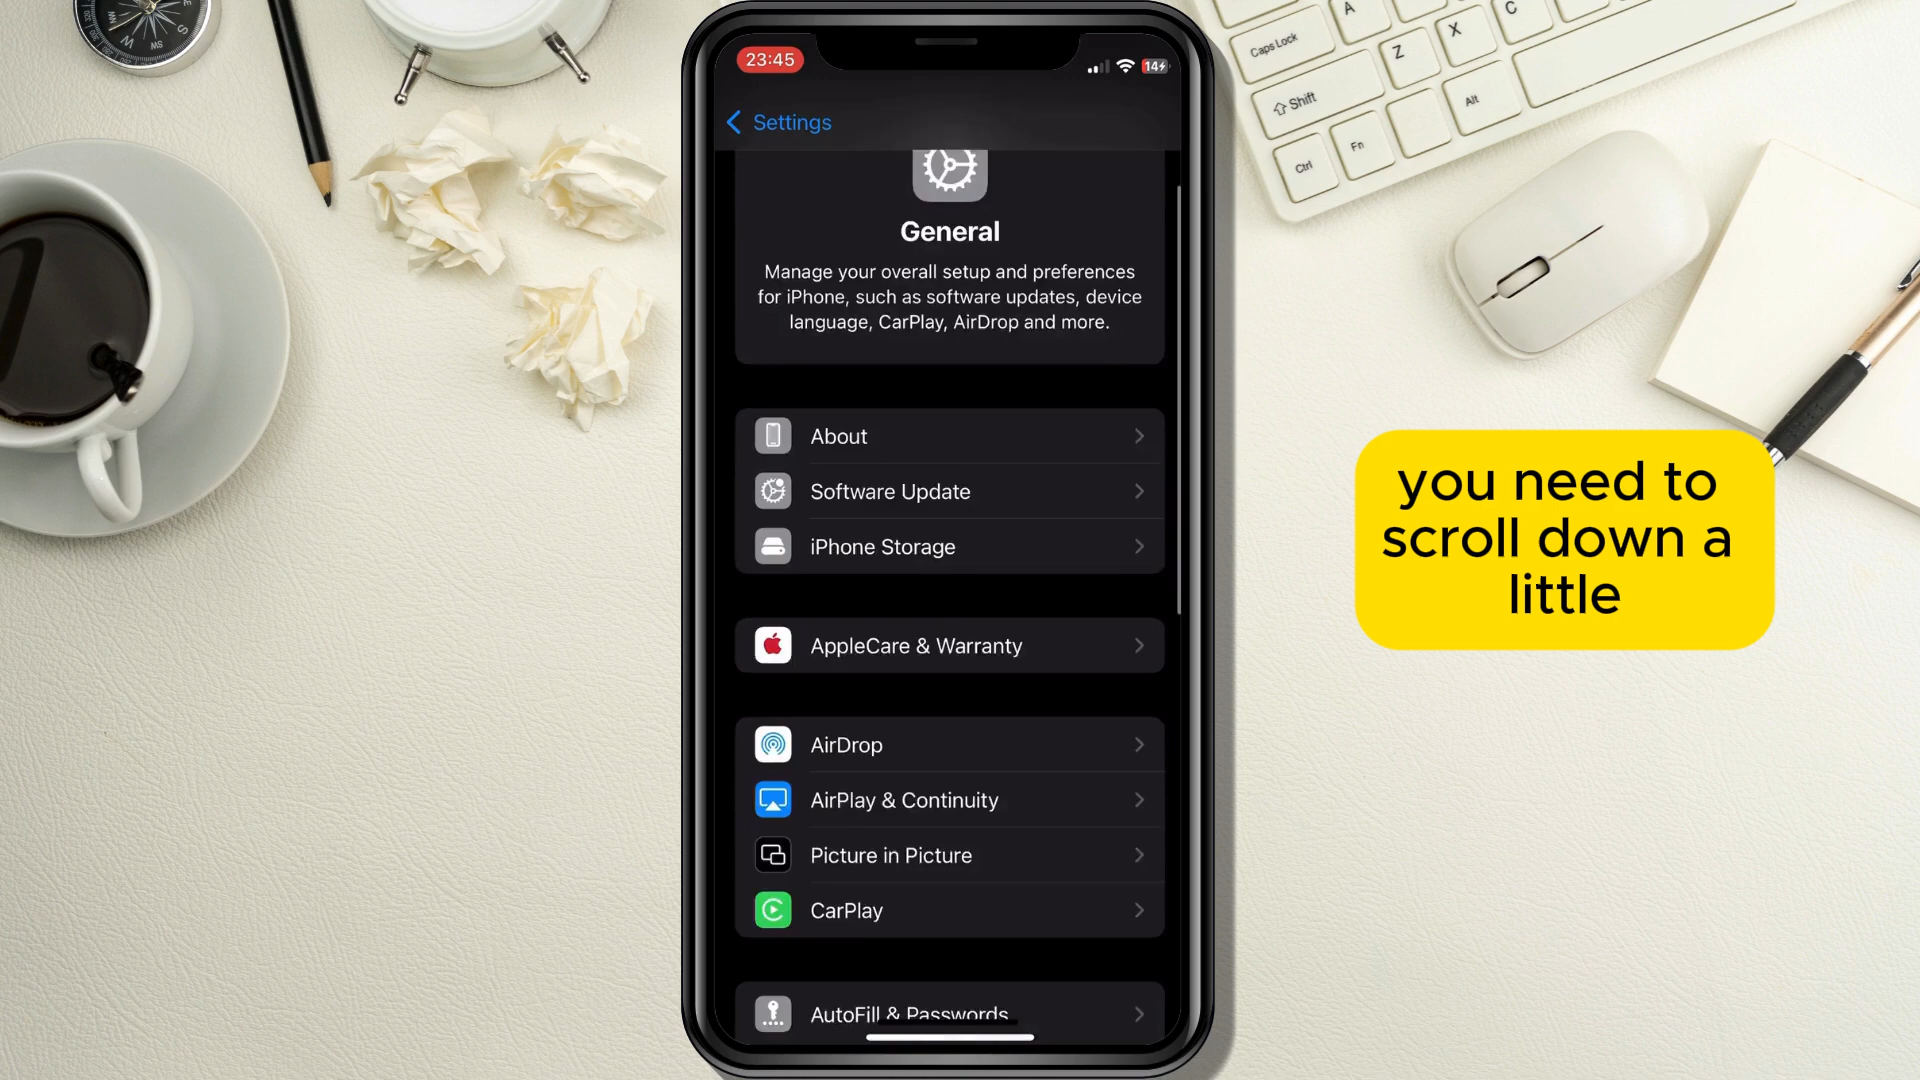 23:45
14
Settings
General
Manage your overall setup and preferences
for iPhone, such as software updates, device
language, CarPlay, AirDrop and more.
About
Software Update
iPhone Storage
AppleCare & Warranty
AirDrop
AirPlay & Continuity
Picture in Picture
CarPlay
AutoFill & Passwords
you need to
scroll down a
little
Caps Lock
A
Z
X
C
Shift
Alt
Ctrl
Fn
W
SW
S